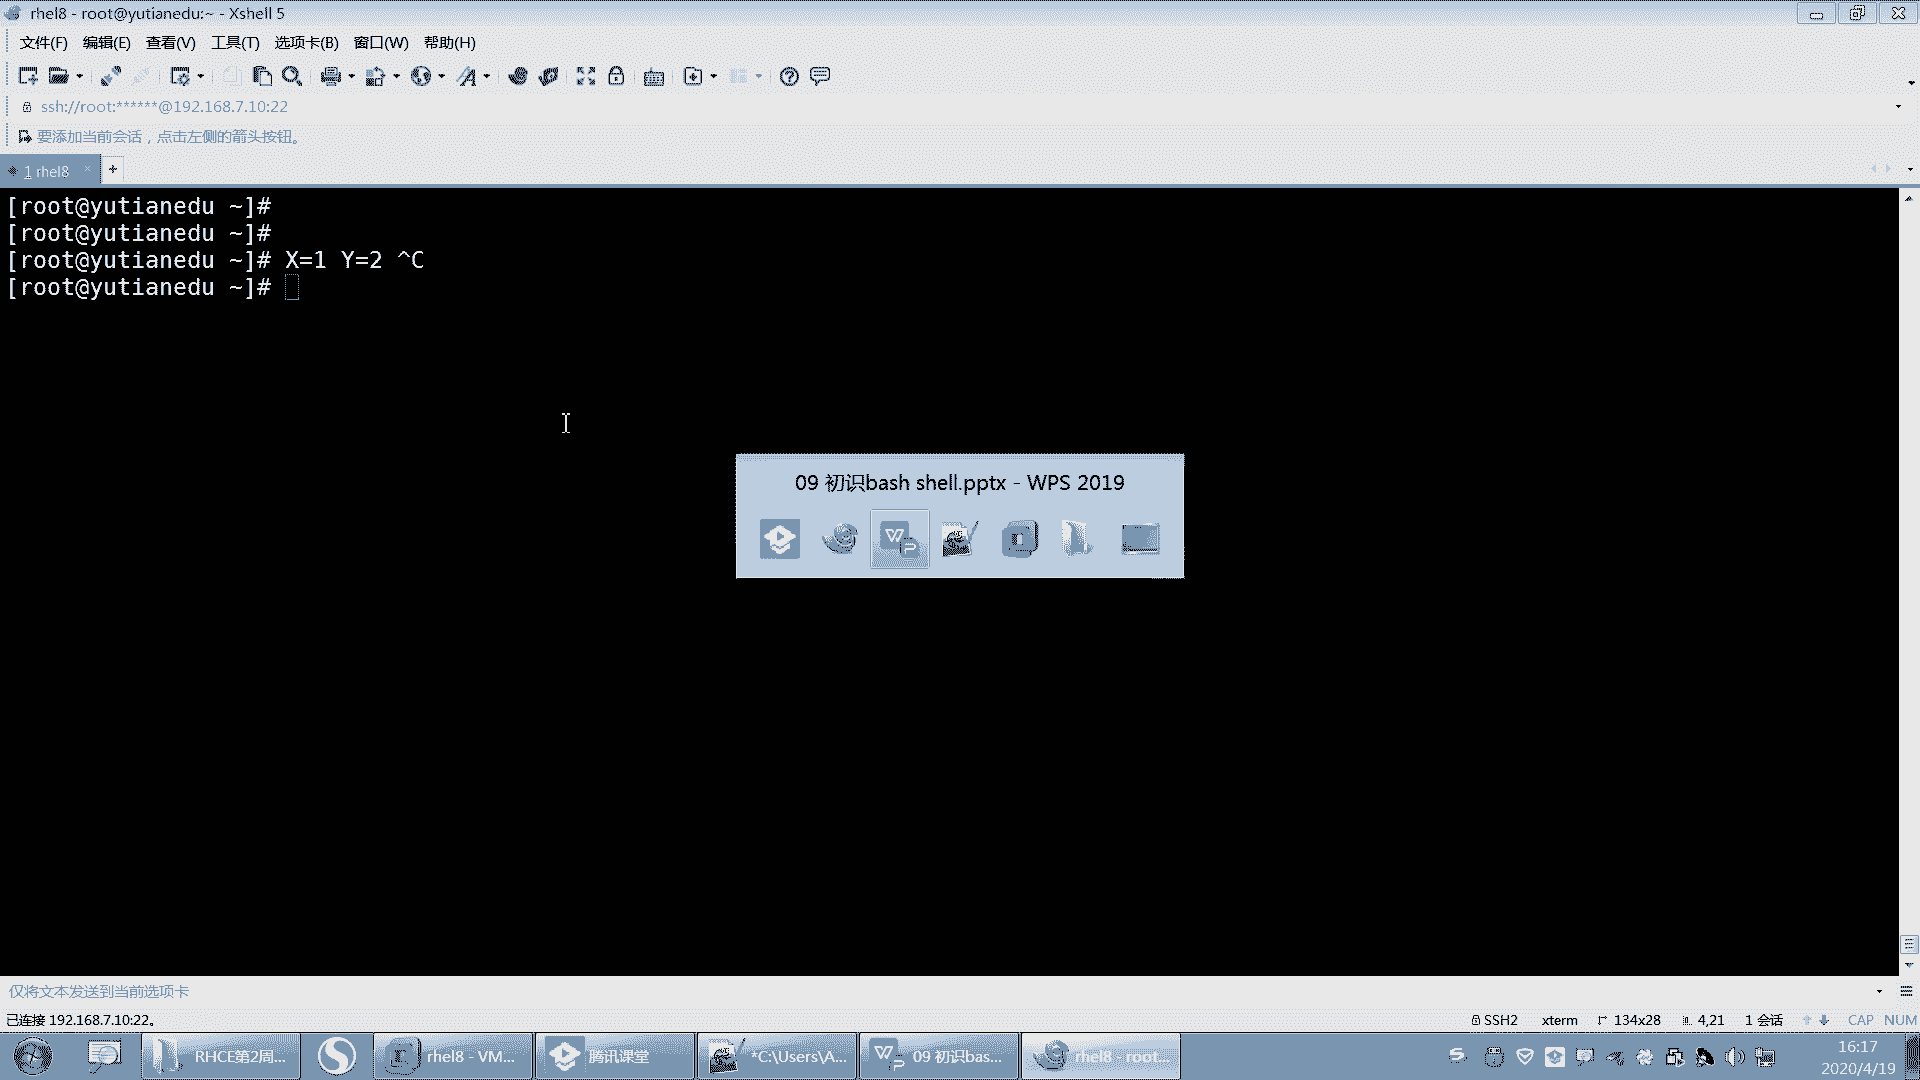 rhel8 - root@yutianedu:~ - Xshell 5
文件(F) 编辑(E) 查看(V) 工具(T) 选项卡(B) 窗口(W) 帮助(H)
ssh://root:******@192.168.7.10:22
要添加当前会话，点击左侧的箭头按钮。
1 rhel8
[root@yutianedu ~]#
[root@yutianedu ~]#
[root@yutianedu ~]# X=1 Y=2 ^C
[root@yutianedu ~]#
09 初识bash shell.pptx - WPS 2019
仅将文本发送到当前选项卡
已连接 192.168.7.10:22。
SSH2 xterm 134x28 4,21 1 会话 CAP NUM
RHCE第2周... rhel8 - VM... 腾讯课堂 *C:\Users\A... 09 初识bas... rhel8 - root...
16:17
2020/4/19